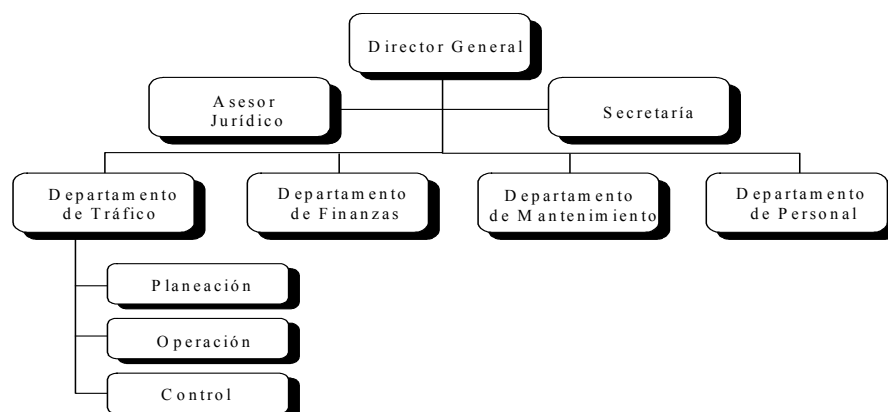 Director General
Asesor
Jurídico
Secretaría
Departamento
de Tráfico
Departamento
de Finanzas
Departamento
de Mantenimiento
Departamento
de Personal
Planeación
Operación
Control